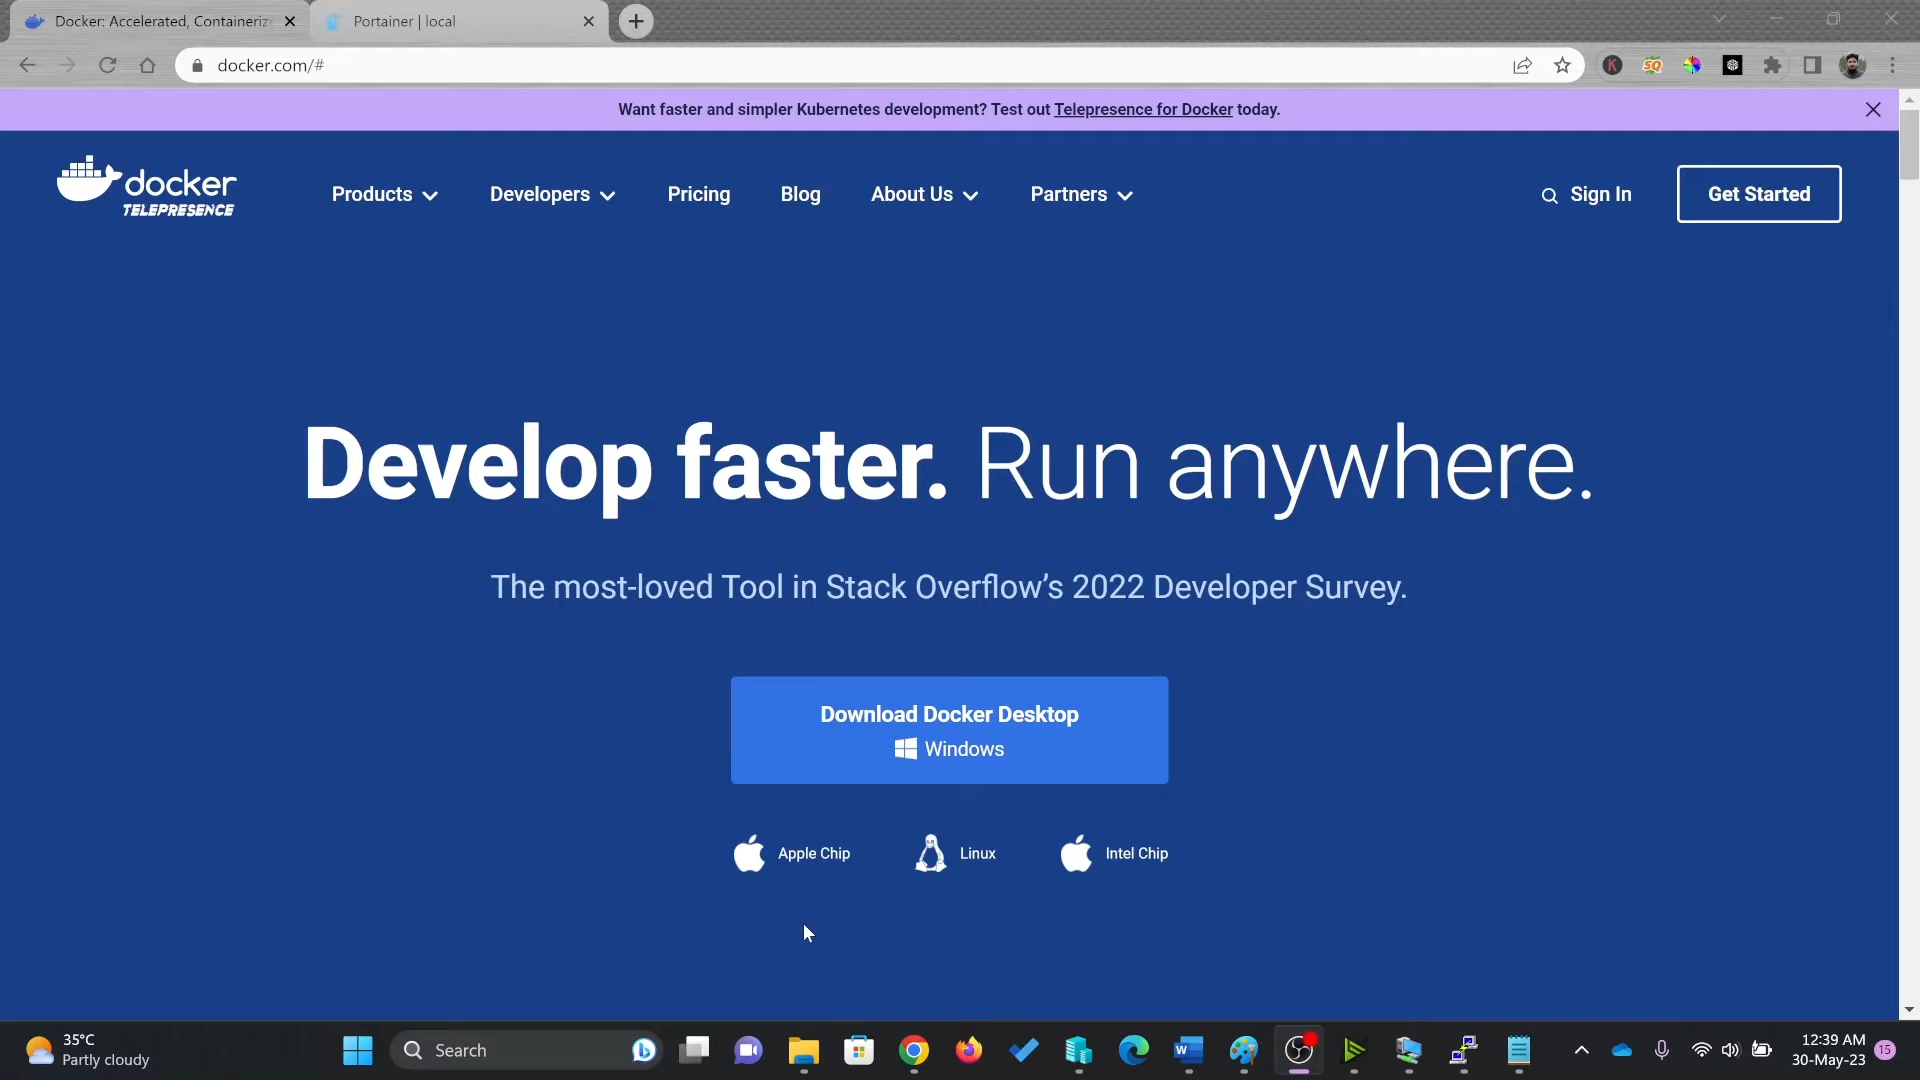 Docker: Accelerated, Containeriz
Portainer | local
docker.com/#
Want faster and simpler Kubernetes development? Test out Telepresence for Docker today.
docker
TELEPRESENCE
Products
Developers
Pricing
Blog
About Us
Partners
Sign In
Get Started
Develop faster. Run anywhere.
The most-loved Tool in Stack Overflow’s 2022 Developer Survey.
Download Docker Desktop
Windows
Apple Chip
Linux
Intel Chip
35°C
Partly cloudy
Search
12:39 AM
30-May-23
15